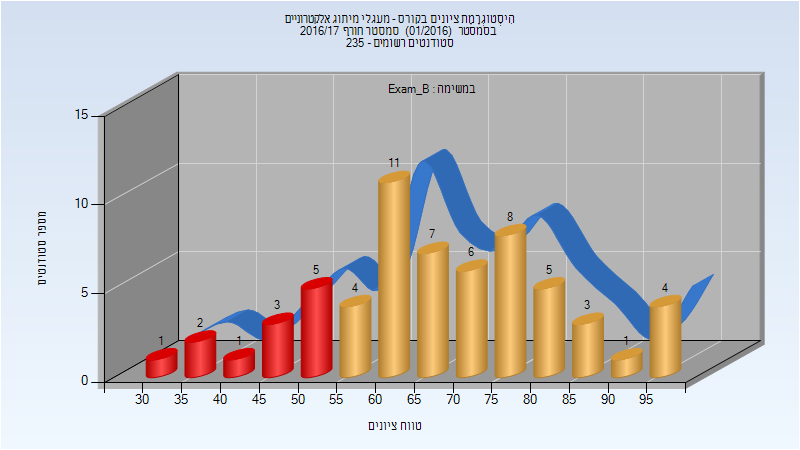 היסטוגרמת ציונים בקורס - מעגלי מיתוג אלקטרוניים
בסמסטר (01/2016) סמסטר חורף 2016/17
סטודנטים רשומים - 235
במשימה : Exam_B
מספר סטודנטים
15
10
5
0
1
2
1
3
5
4
11
7
6
8
5
3
1
4
30 35 40 45 50 55 60 65 70 75 80 85 90 95
טווח ציונים